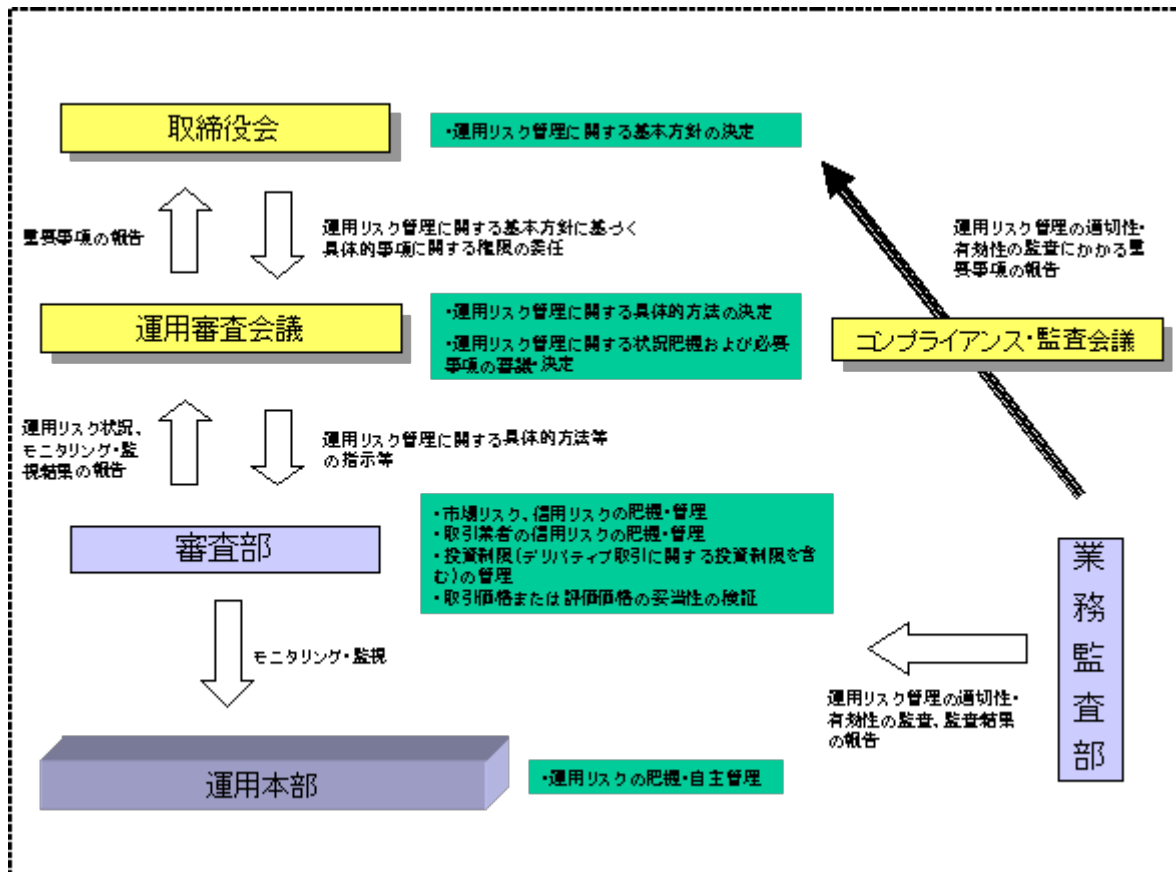 取締役会
・運用リスク管理に関する基本方針の決定
重要事項の報告
運用リスク管理に関する基本方針に基づく
具体的事項に関する権限の委任
運用リスク管理の適切性・
有効性の監査にかかる重
要事項の報告
運用審査会議
・運用リスク管理に関する具体的方法の決定
・運用リスク管理に関する状況把握および必要
事項の審議・決定
コンプライアンス・監査会議
運用リスク状況、
モニタリング・監
視結果の報告
運用リスク管理に関する具体的方法等
の指示等
審査部
・市場リスク、信用リスクの把握・管理
・取引業者の信用リスクの把握・管理
・投資制限(デリバティブ取引に関する投資制限を含
む)の管理
・取引価格または評価価格の妥当性の検証
業務監査部
モニタリング・監視
運用リスク管理の適切性・
有効性の監査、監査結果
の報告
運用本部
・運用リスクの把握・自主管理